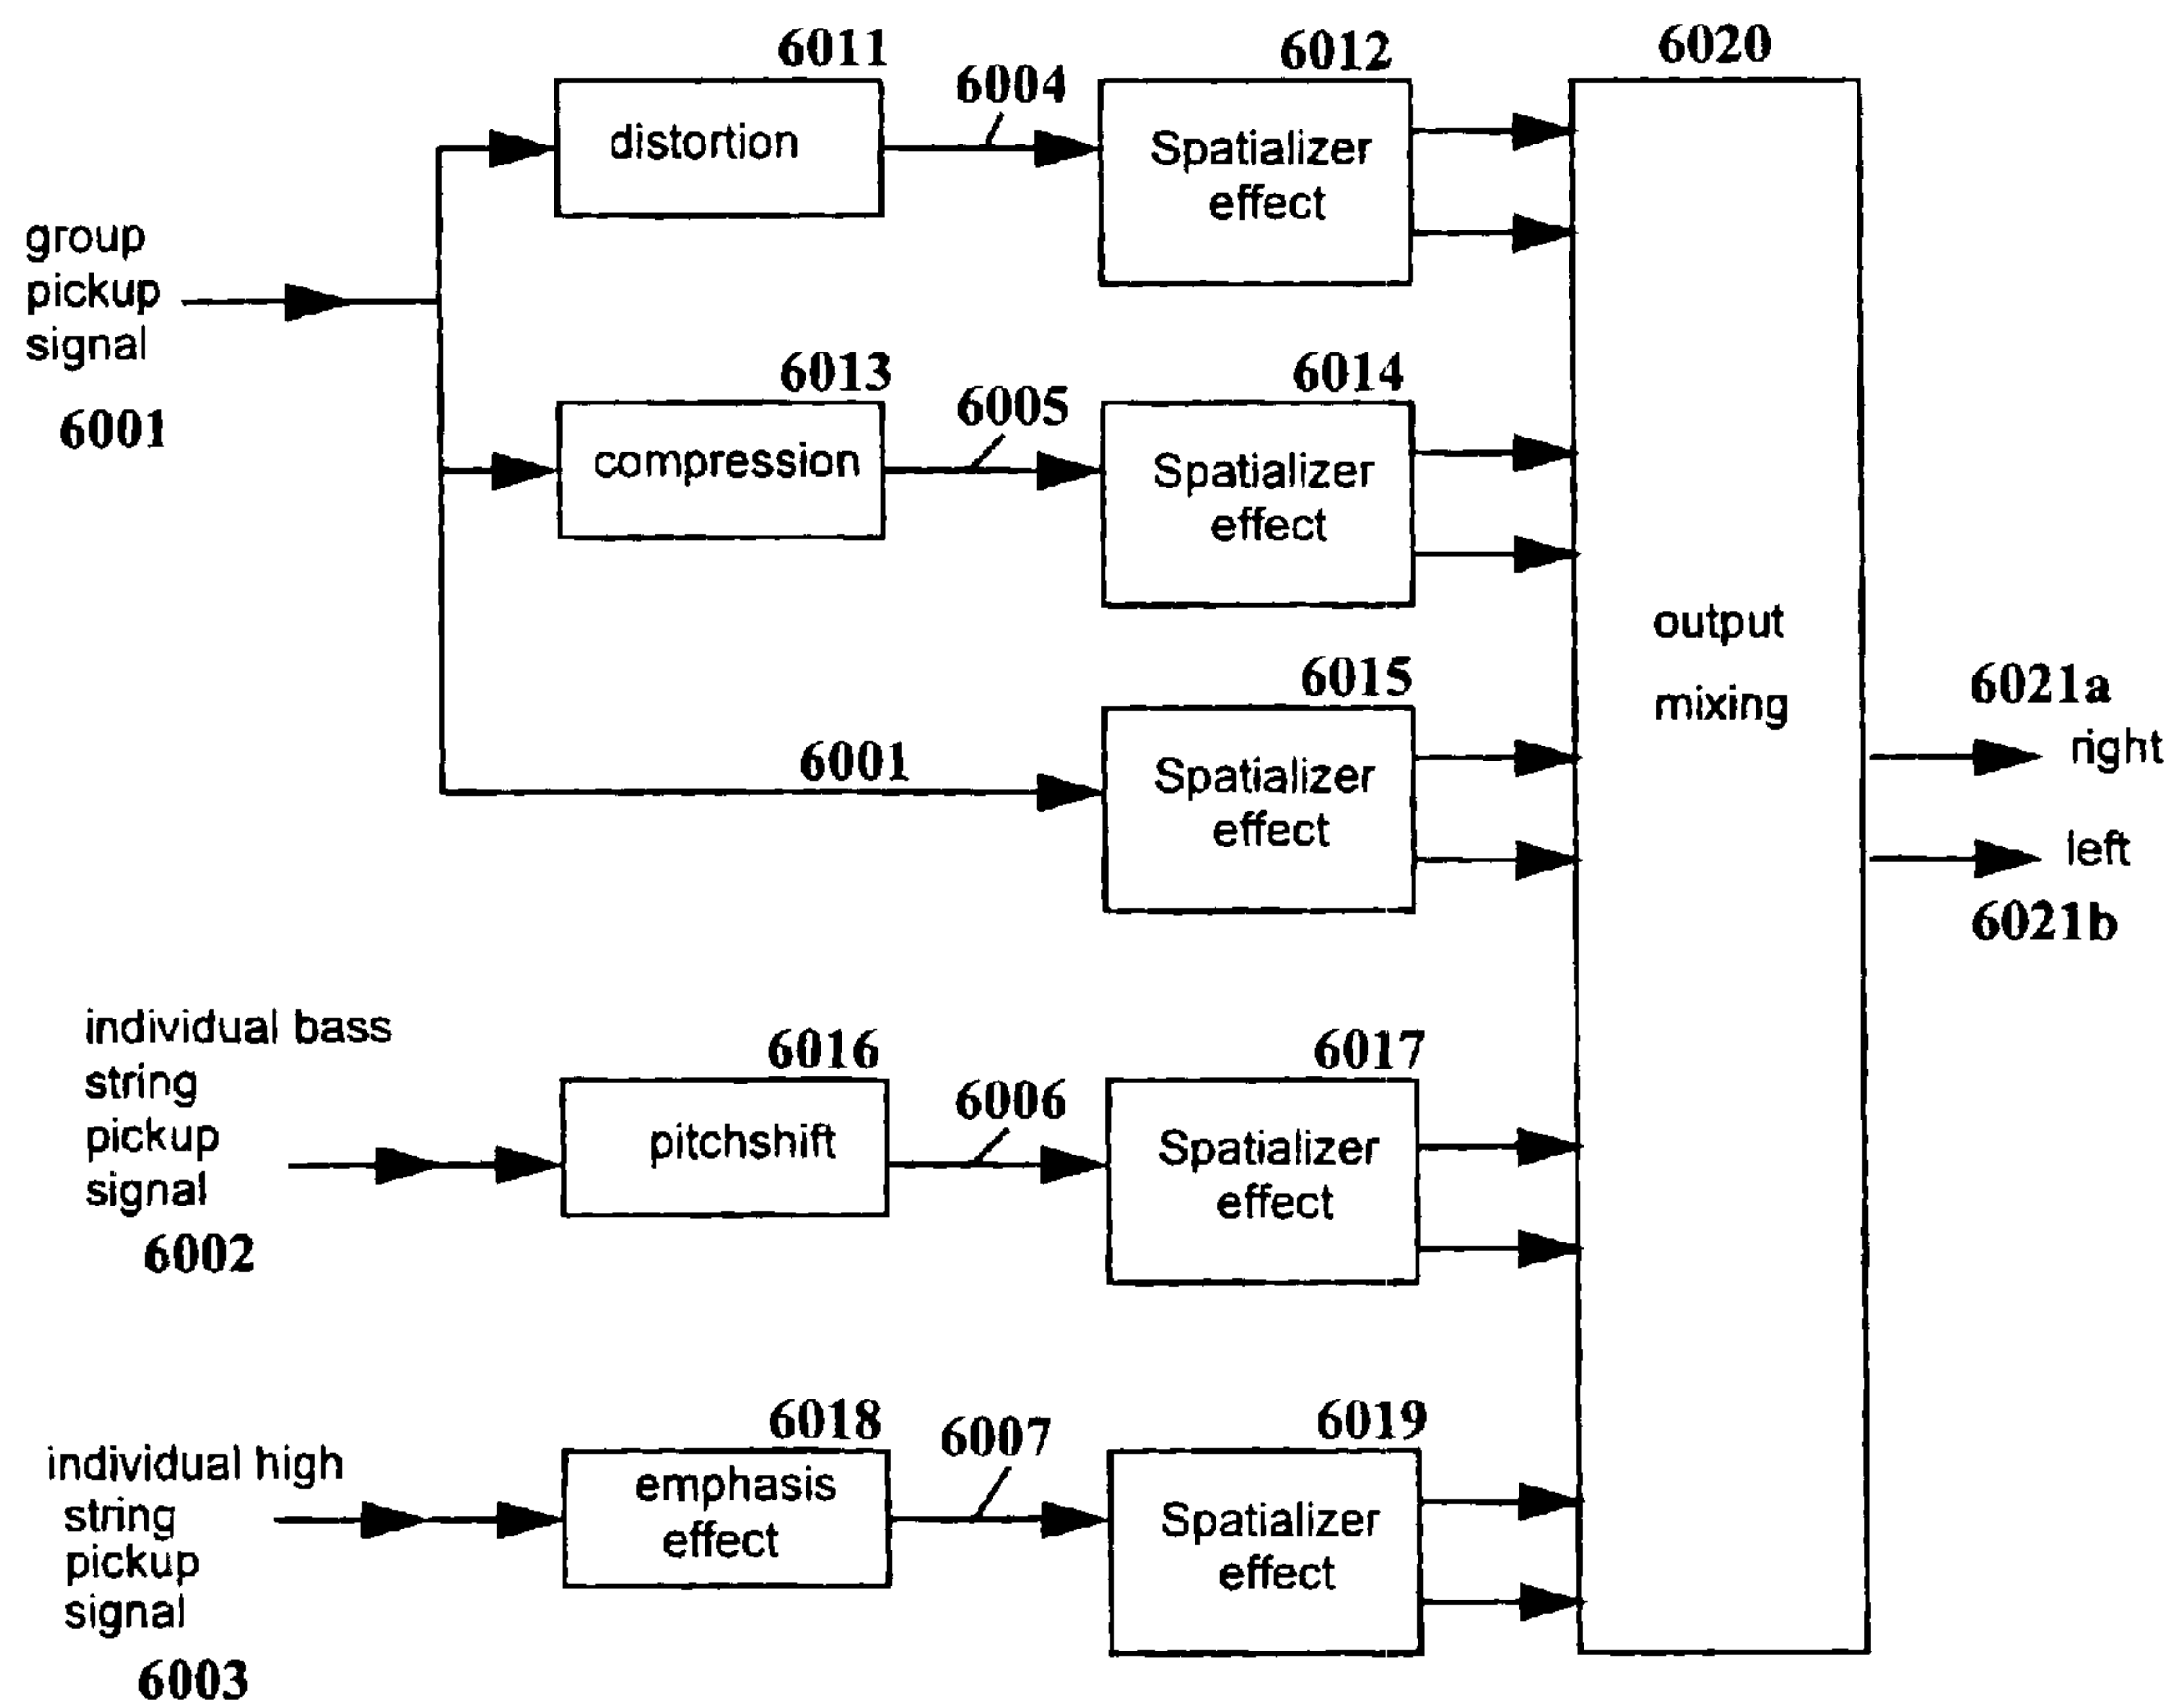 6011
6012
6020
6004
distortion
Spatializer
effect
group
pickup
signal
6001
6013
6014
6005
compression
Spatializer
effect
output
mixing
6015
6001
Spatializer
effect
6021a
right
left
6021b
individual bass
string
pickup
signal
6002
6016
6017
6006
pitchshift
Spatializer
effect
6018
6019
6007
individual high
string
pickup
signal
6003
emphasis
effect
Spatializer
effect